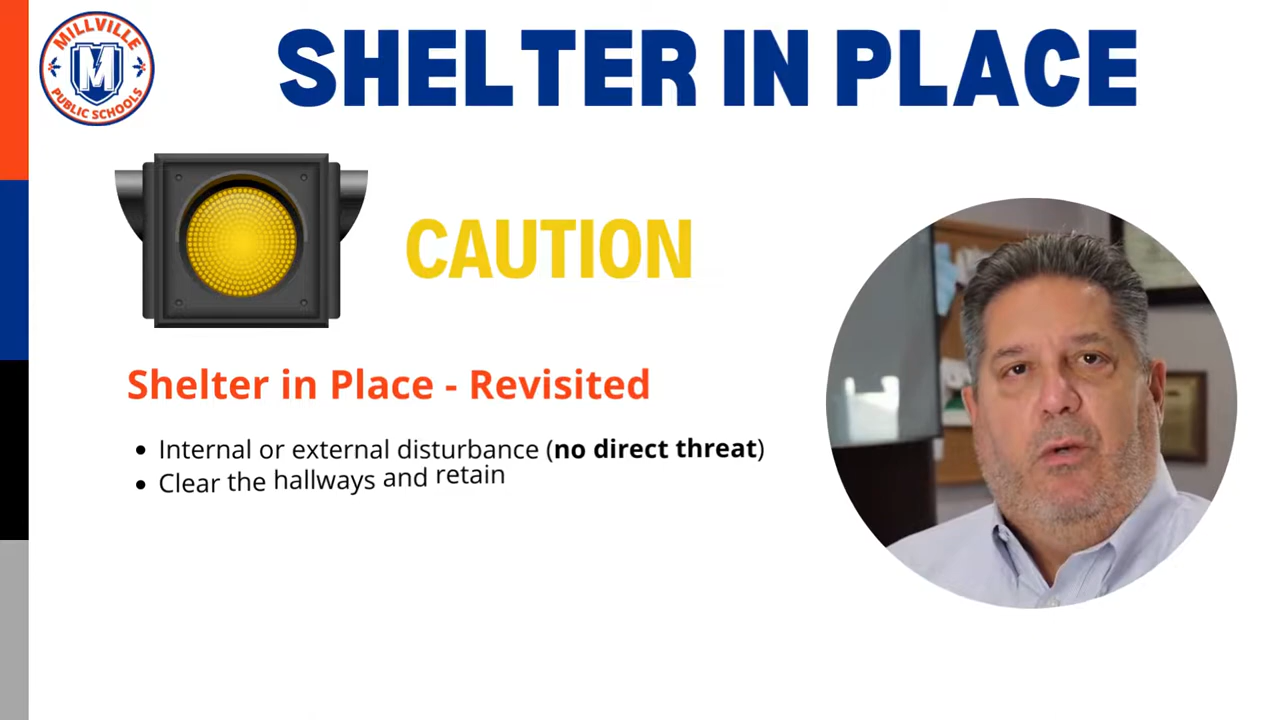 MILLVILLE
M
PUBLIC SCHOOLS
SHELTER IN PLACE
CAUTION
Shelter in Place - Revisited
• Internal or external disturbance (no direct threat)
• Clear the hallways and retain